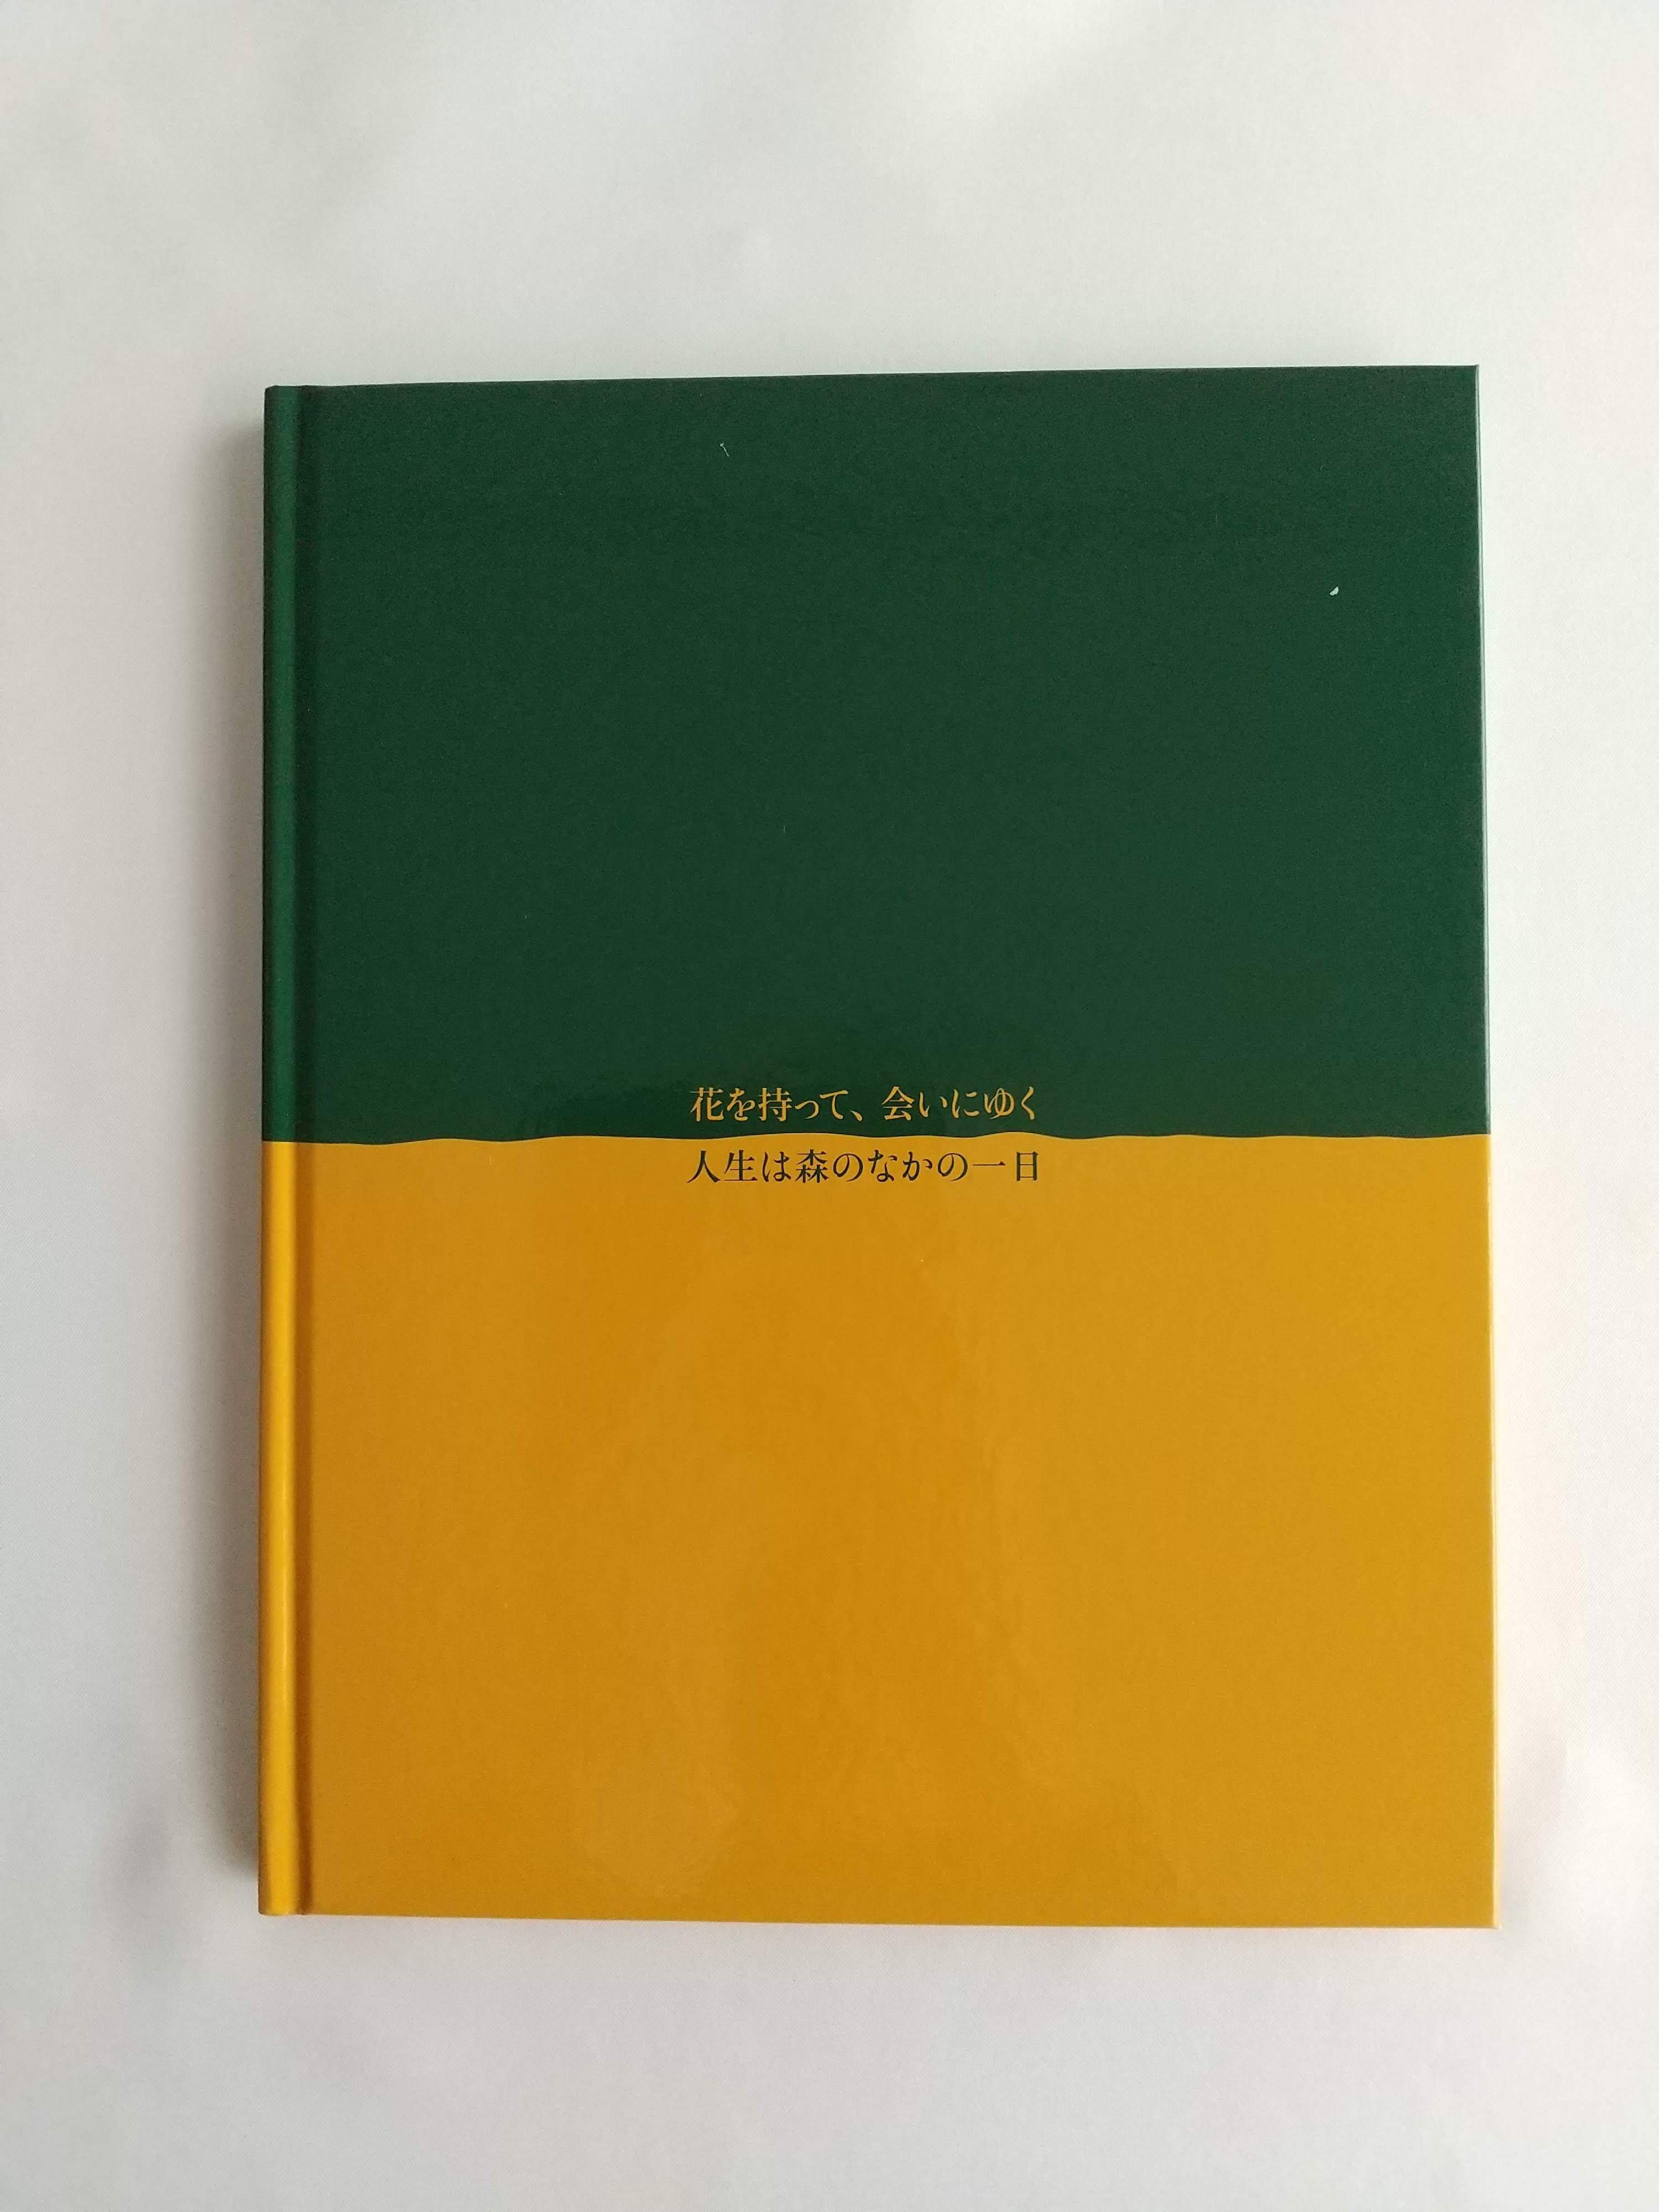 花を持って、会いにゆく
人生は森のなかの一日